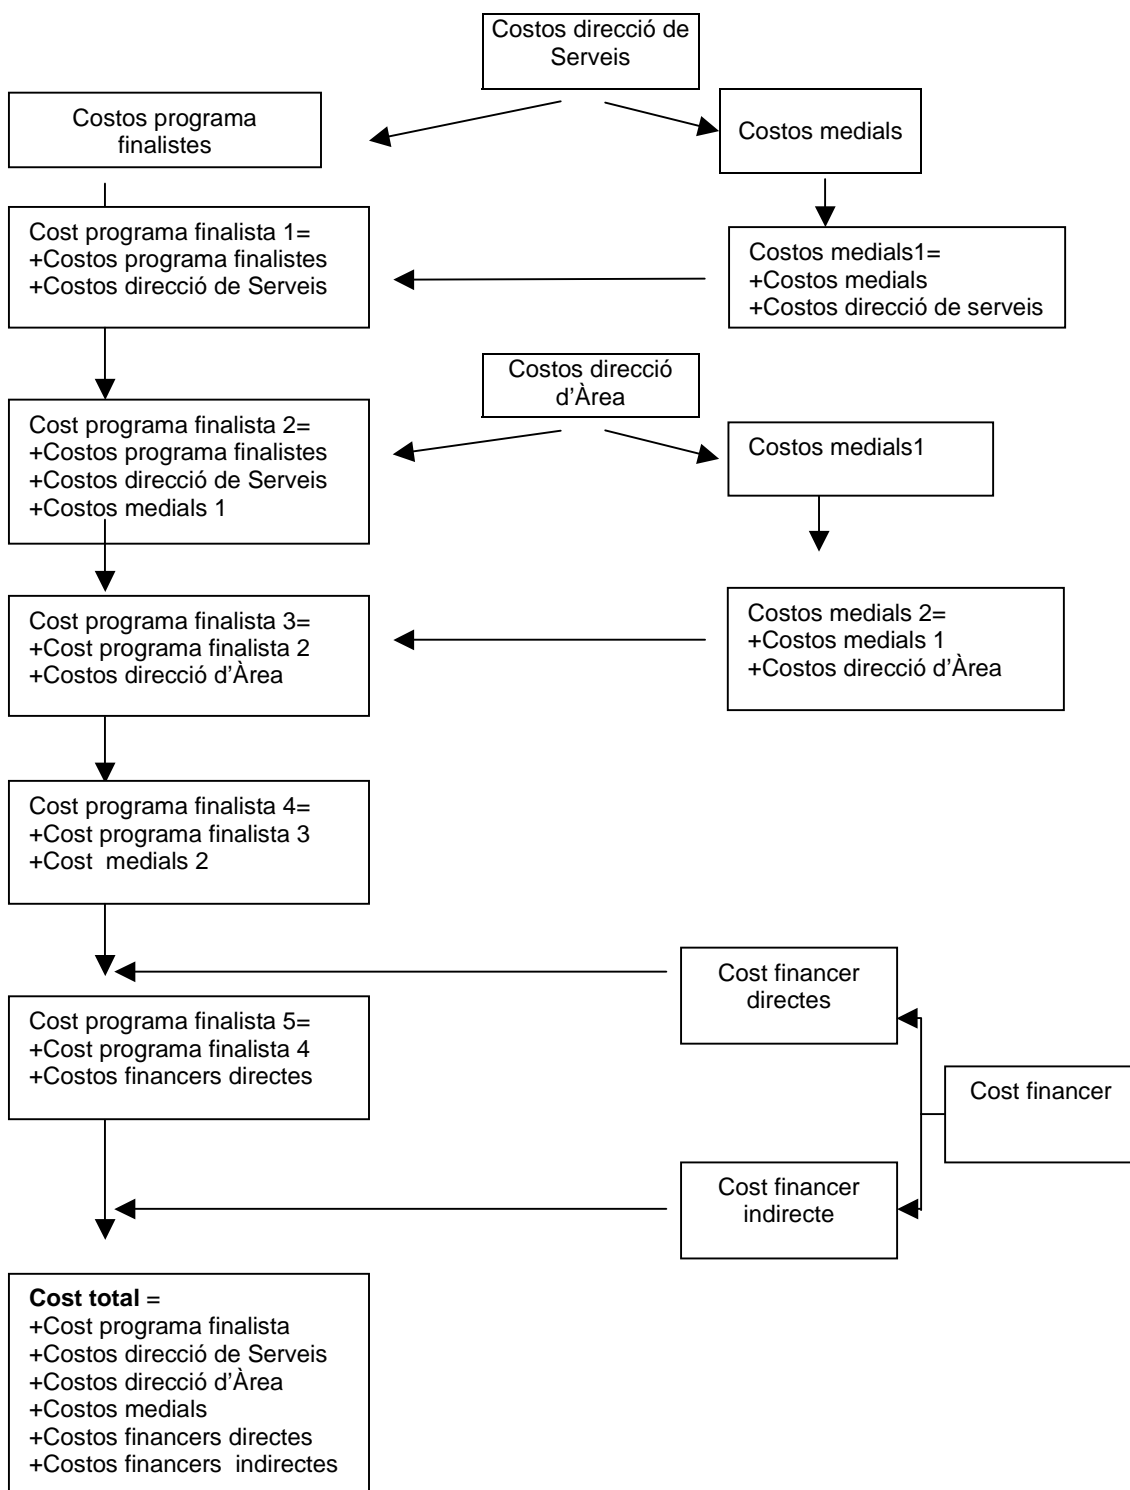 Costos direcció de
Serveis
Costos programa
finalistes
Costos medials
Cost programa finalista 1=
+Costos programa finalistes
+Costos direcció de Serveis
Costos medials1=
+Costos medials
+Costos direcció de serveis
Costos direcció
d'Àrea
Cost programa finalista 2=
+Costos programa finalistes
+Costos direcció de Serveis
+Costos medials 1
Costos medials1
Cost programa finalista 3=
+Cost programa finalista 2
+Costos direcció d'Àrea
Costos medials 2=
+Costos medials 1
+Costos direcció d'Àrea
Cost programa finalista 4=
+Cost programa finalista 3
+Cost  medials 2
Cost financer
directes
Cost programa finalista 5=
+Cost programa finalista 4
+Costos financers directes
Cost financer
Cost financer
indirecte
Cost total =
+Cost programa finalista
+Costos direcció de Serveis
+Costos direcció d'Àrea
+Costos medials
+Costos financers directes
+Costos financers  indirectes